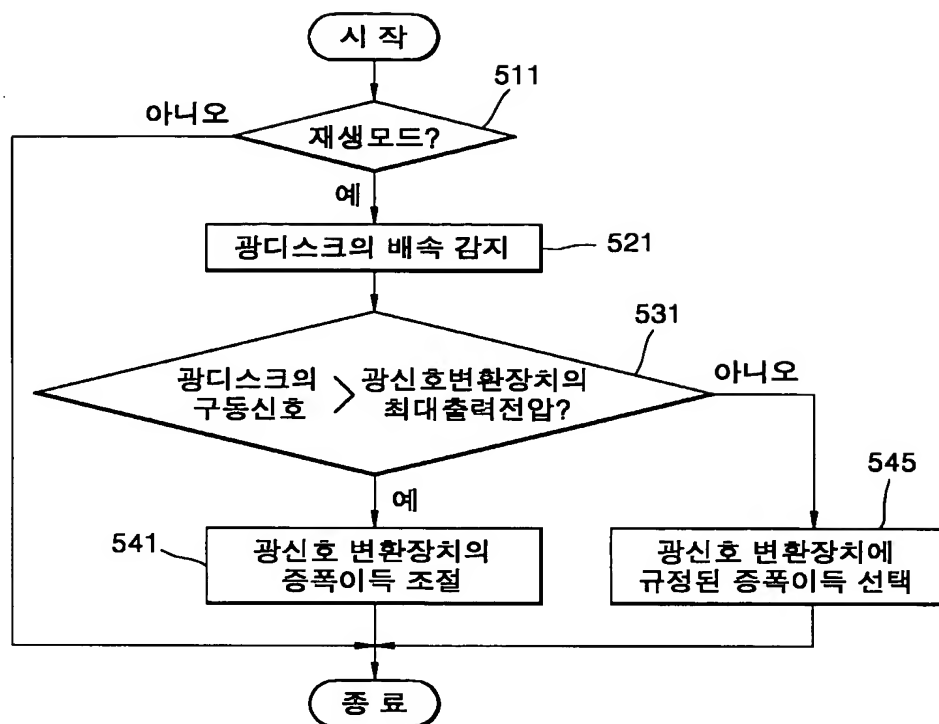 시 작
511
아니오
재생모드?
예
광디스크의 배속 감지
521
531
광디스크의
구동신호
>
광신호변환장치의
최대출력전압?
아니오
예
541
광신호 변환장치의
증폭이득 조절
545
광신호 변환장치에
규정된 증폭이득 선택
종 료